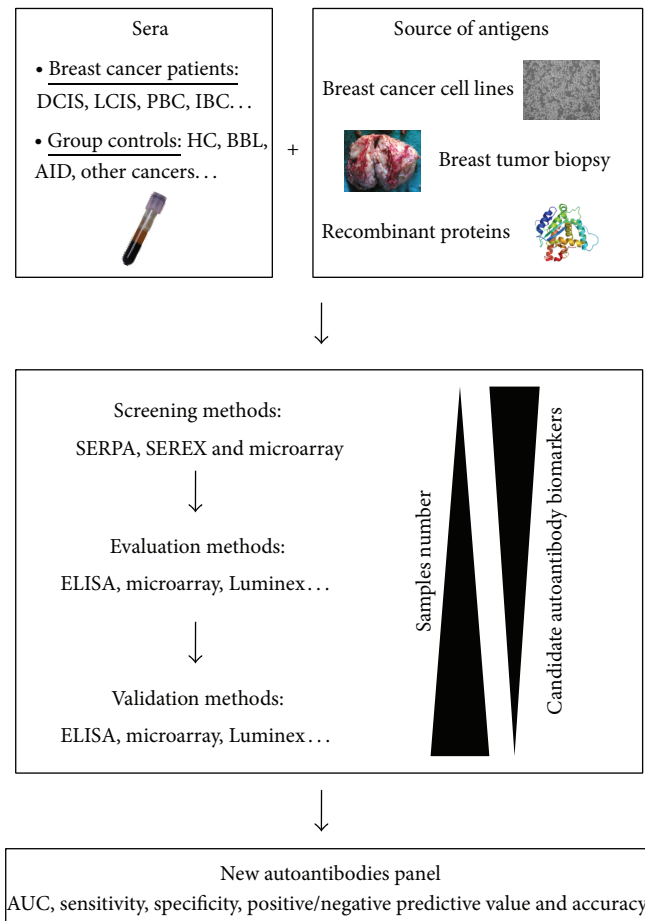 Sera
• Breast cancer patients:
DCIS, LCIS, PBC, IBC...
• Group controls: HC, BBL,
AID, other cancers...
+
Source of antigens
Breast cancer cell lines
Breast tumor biopsy
Recombinant proteins
Screening methods:
SERPA, SEREX and microarray
Evaluation methods:
ELISA, microarray, Luminex...
Validation methods:
ELISA, microarray, Luminex...
Samples number
Candidate autoantibody biomarkers
New autoantibodies panel
AUC, sensitivity, specificity, positive/negative predictive value and accuracy